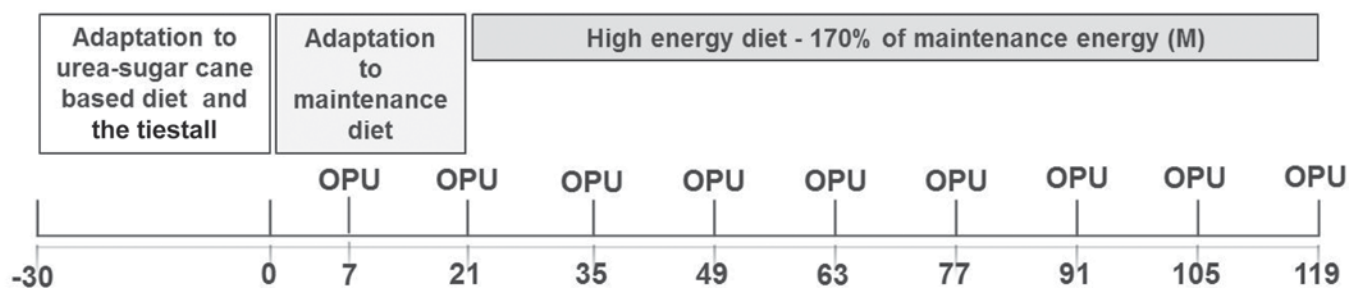 Adaptation to
urea-sugar cane
based diet and
the tiestall
Adaptation
to
maintenance
diet
High energy diet - 170% of maintenance energy (M)
OPU OPU OPU OPU OPU OPU OPU OPU OPU
-30 0 7 21 35 49 63 77 91 105 119